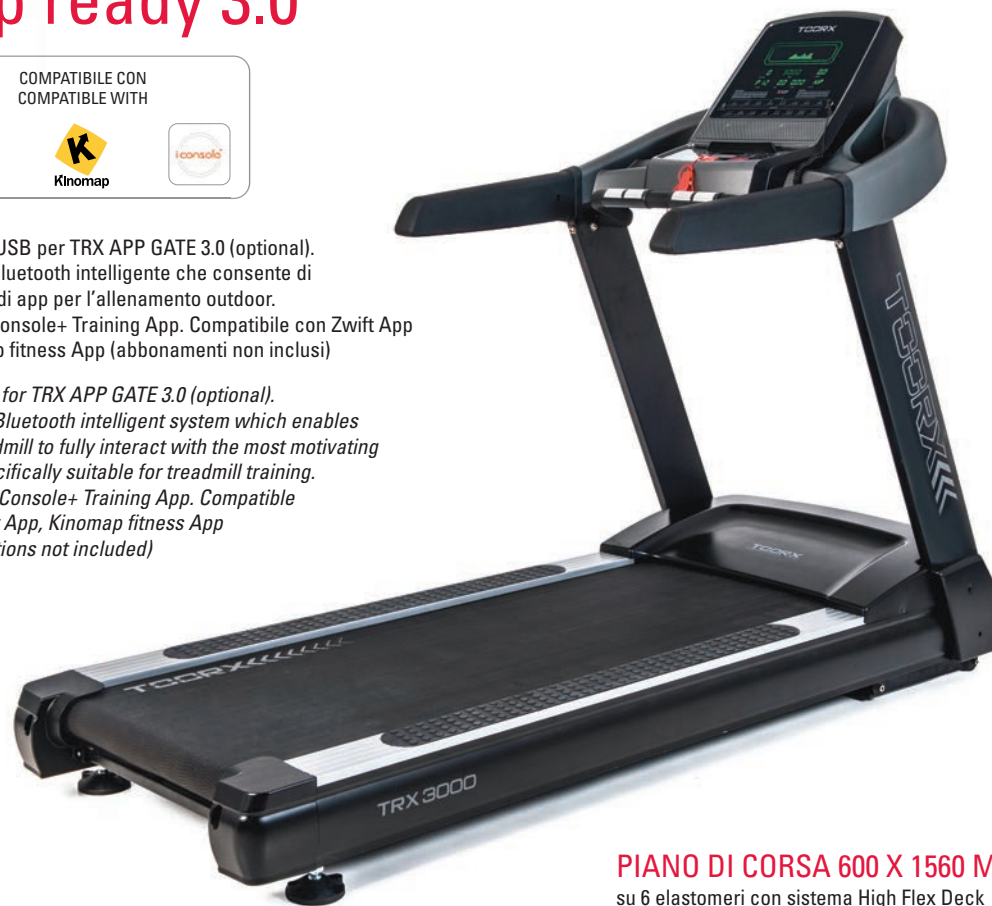 p ready 3.0
COMPATIBILE CON
COMPATIBLE WITH
K
Kinomap
i-console
USB per TRX APP GATE 3.0 (optional).
luetooth intelligente che consente di
di app per l'allenamento outdoor.
onsole+ Training App. Compatibile con Zwift App
p fitness App (abbonamenti non inclusi)
for TRX APP GATE 3.0 (optional).
Bluetooth intelligent system which enables
dmill to fully interact with the most motivating
cifically suitable for treadmill training.
Console+ Training App. Compatible
App, Kinomap fitness App
tions not included)
TOORX
TOORX
TOORX
TOORX
TRX 3000
PIANO DI CORSA 600 X 1560 M
su 6 elastomeri con sistema High Flex Deck